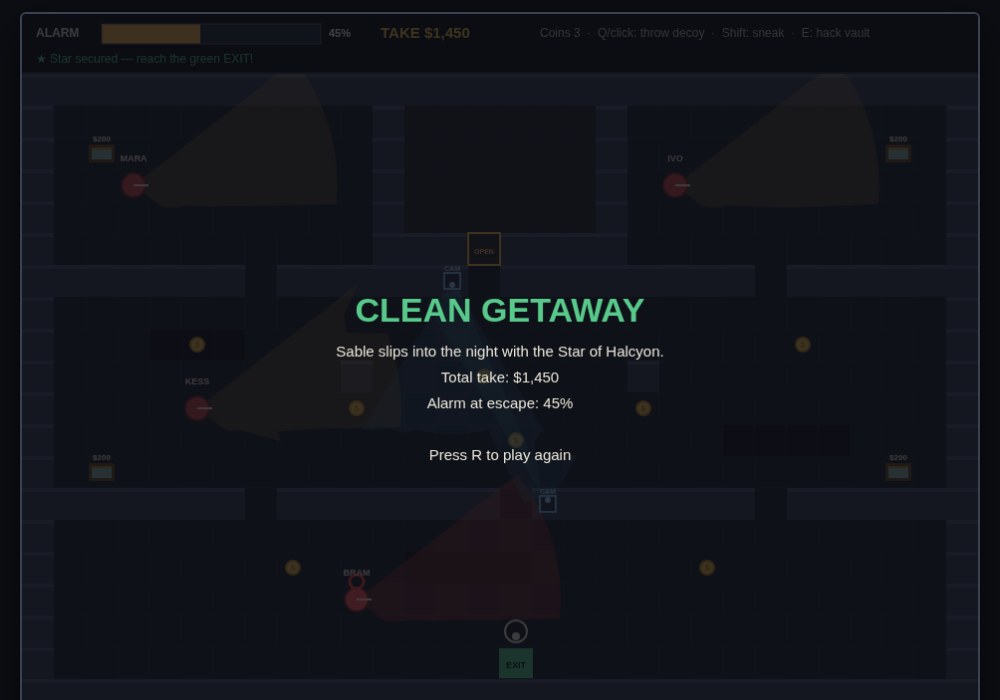 ALARM 45% TAKE $1,450 Coins 3 · Q/click: throw decoy · Shift: sneak · E: hack vault
★ Star secured — reach the green EXIT!
$200 $200
MARA IVO
OPEN
CAM
CLEAN GETAWAY
Sable slips into the night with the Star of Halcyon.
KESS
Total take: $1,450
Alarm at escape: 45%
Press R to play again
$200 $200
CAM
BRAM
EXIT